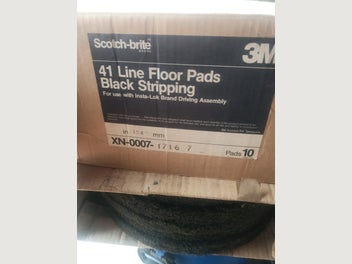 Scotch-brite
3M
41 Line Floor Pads
Black Stripping
For use with Insta-Lok Brand Driving Assembly
in mm
XN-0007-
Pads 10